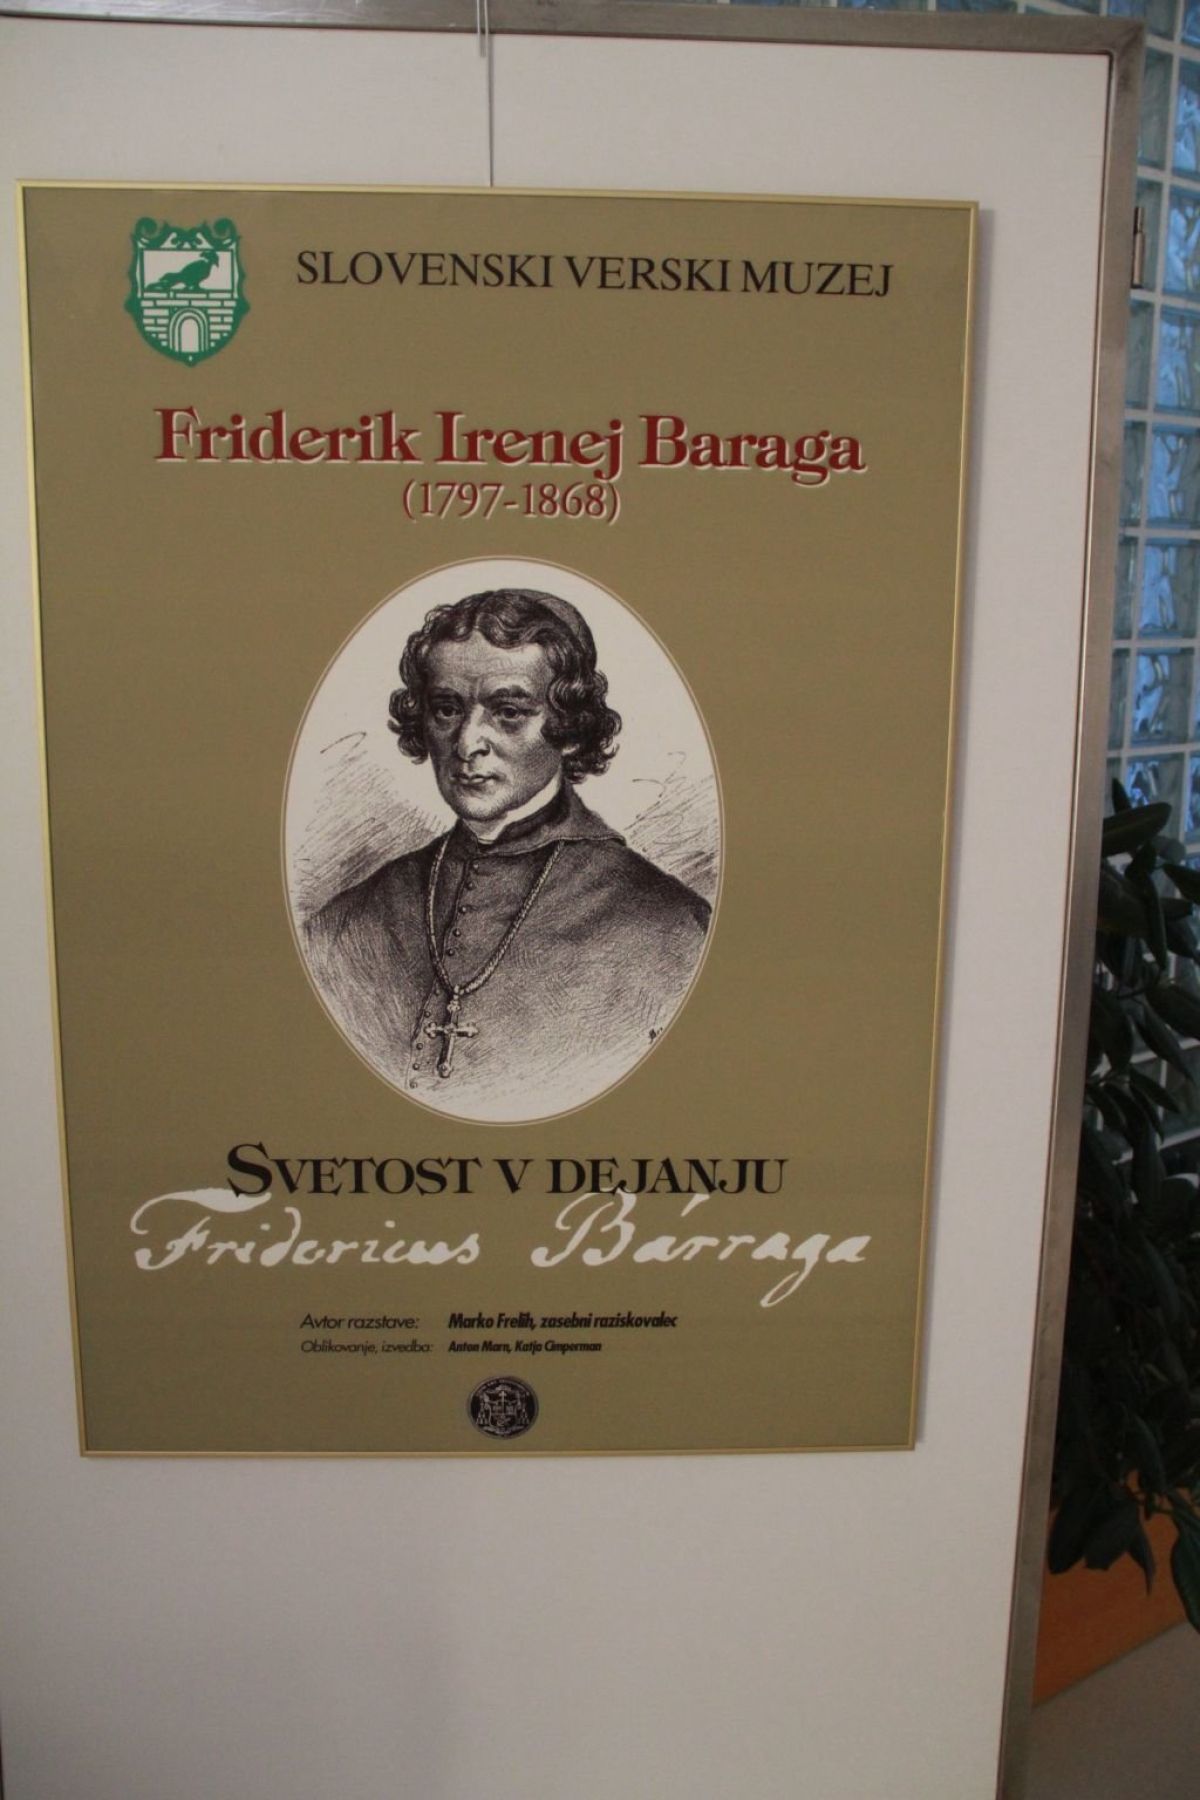 SLOVENSKI VERSKI MUZEJ
Friderik Irenej Baraga
(1797-1868)
SVETOST V DEJANJU
Fridericus Bárraga
Avtor razstave: Marko Frelih, zasebni raziskovalec
Oblikovanje, izvedba: Anton Marn, Katja Cimperman